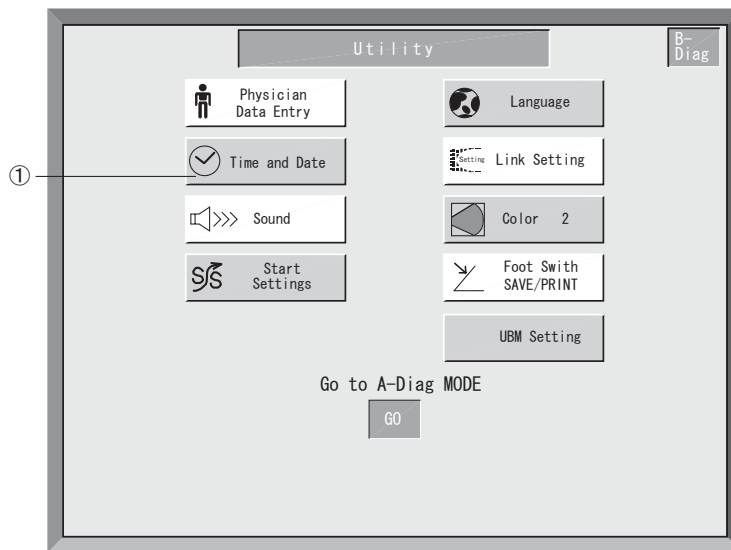 Utility
B-
Diag
Physician
Data Entry
Language
①
Time and Date
Setting
Link Setting
Sound
Color 2
S/S
Start
Settings
Foot Swith
SAVE/PRINT
UBM Setting
Go to A-Diag MODE
GO